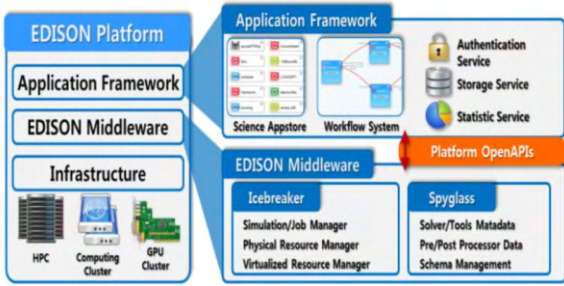 EDISON Platform
Application Framework
EDISON Middleware
Infrastructure
HPC
Computing Cluster
GPU Cluster
Application Framework
Science Appstore
Workflow System
Authentication Service
Storage Service
Statistic Service
Platform OpenAPIs
EDISON Middleware
Icebreaker
Simulation/Job Manager
Physical Resource Manager
Virtualized Resource Manager
Spyglass
Solver/Tools Matadata
Pre/Post Processor Data
Schema Management